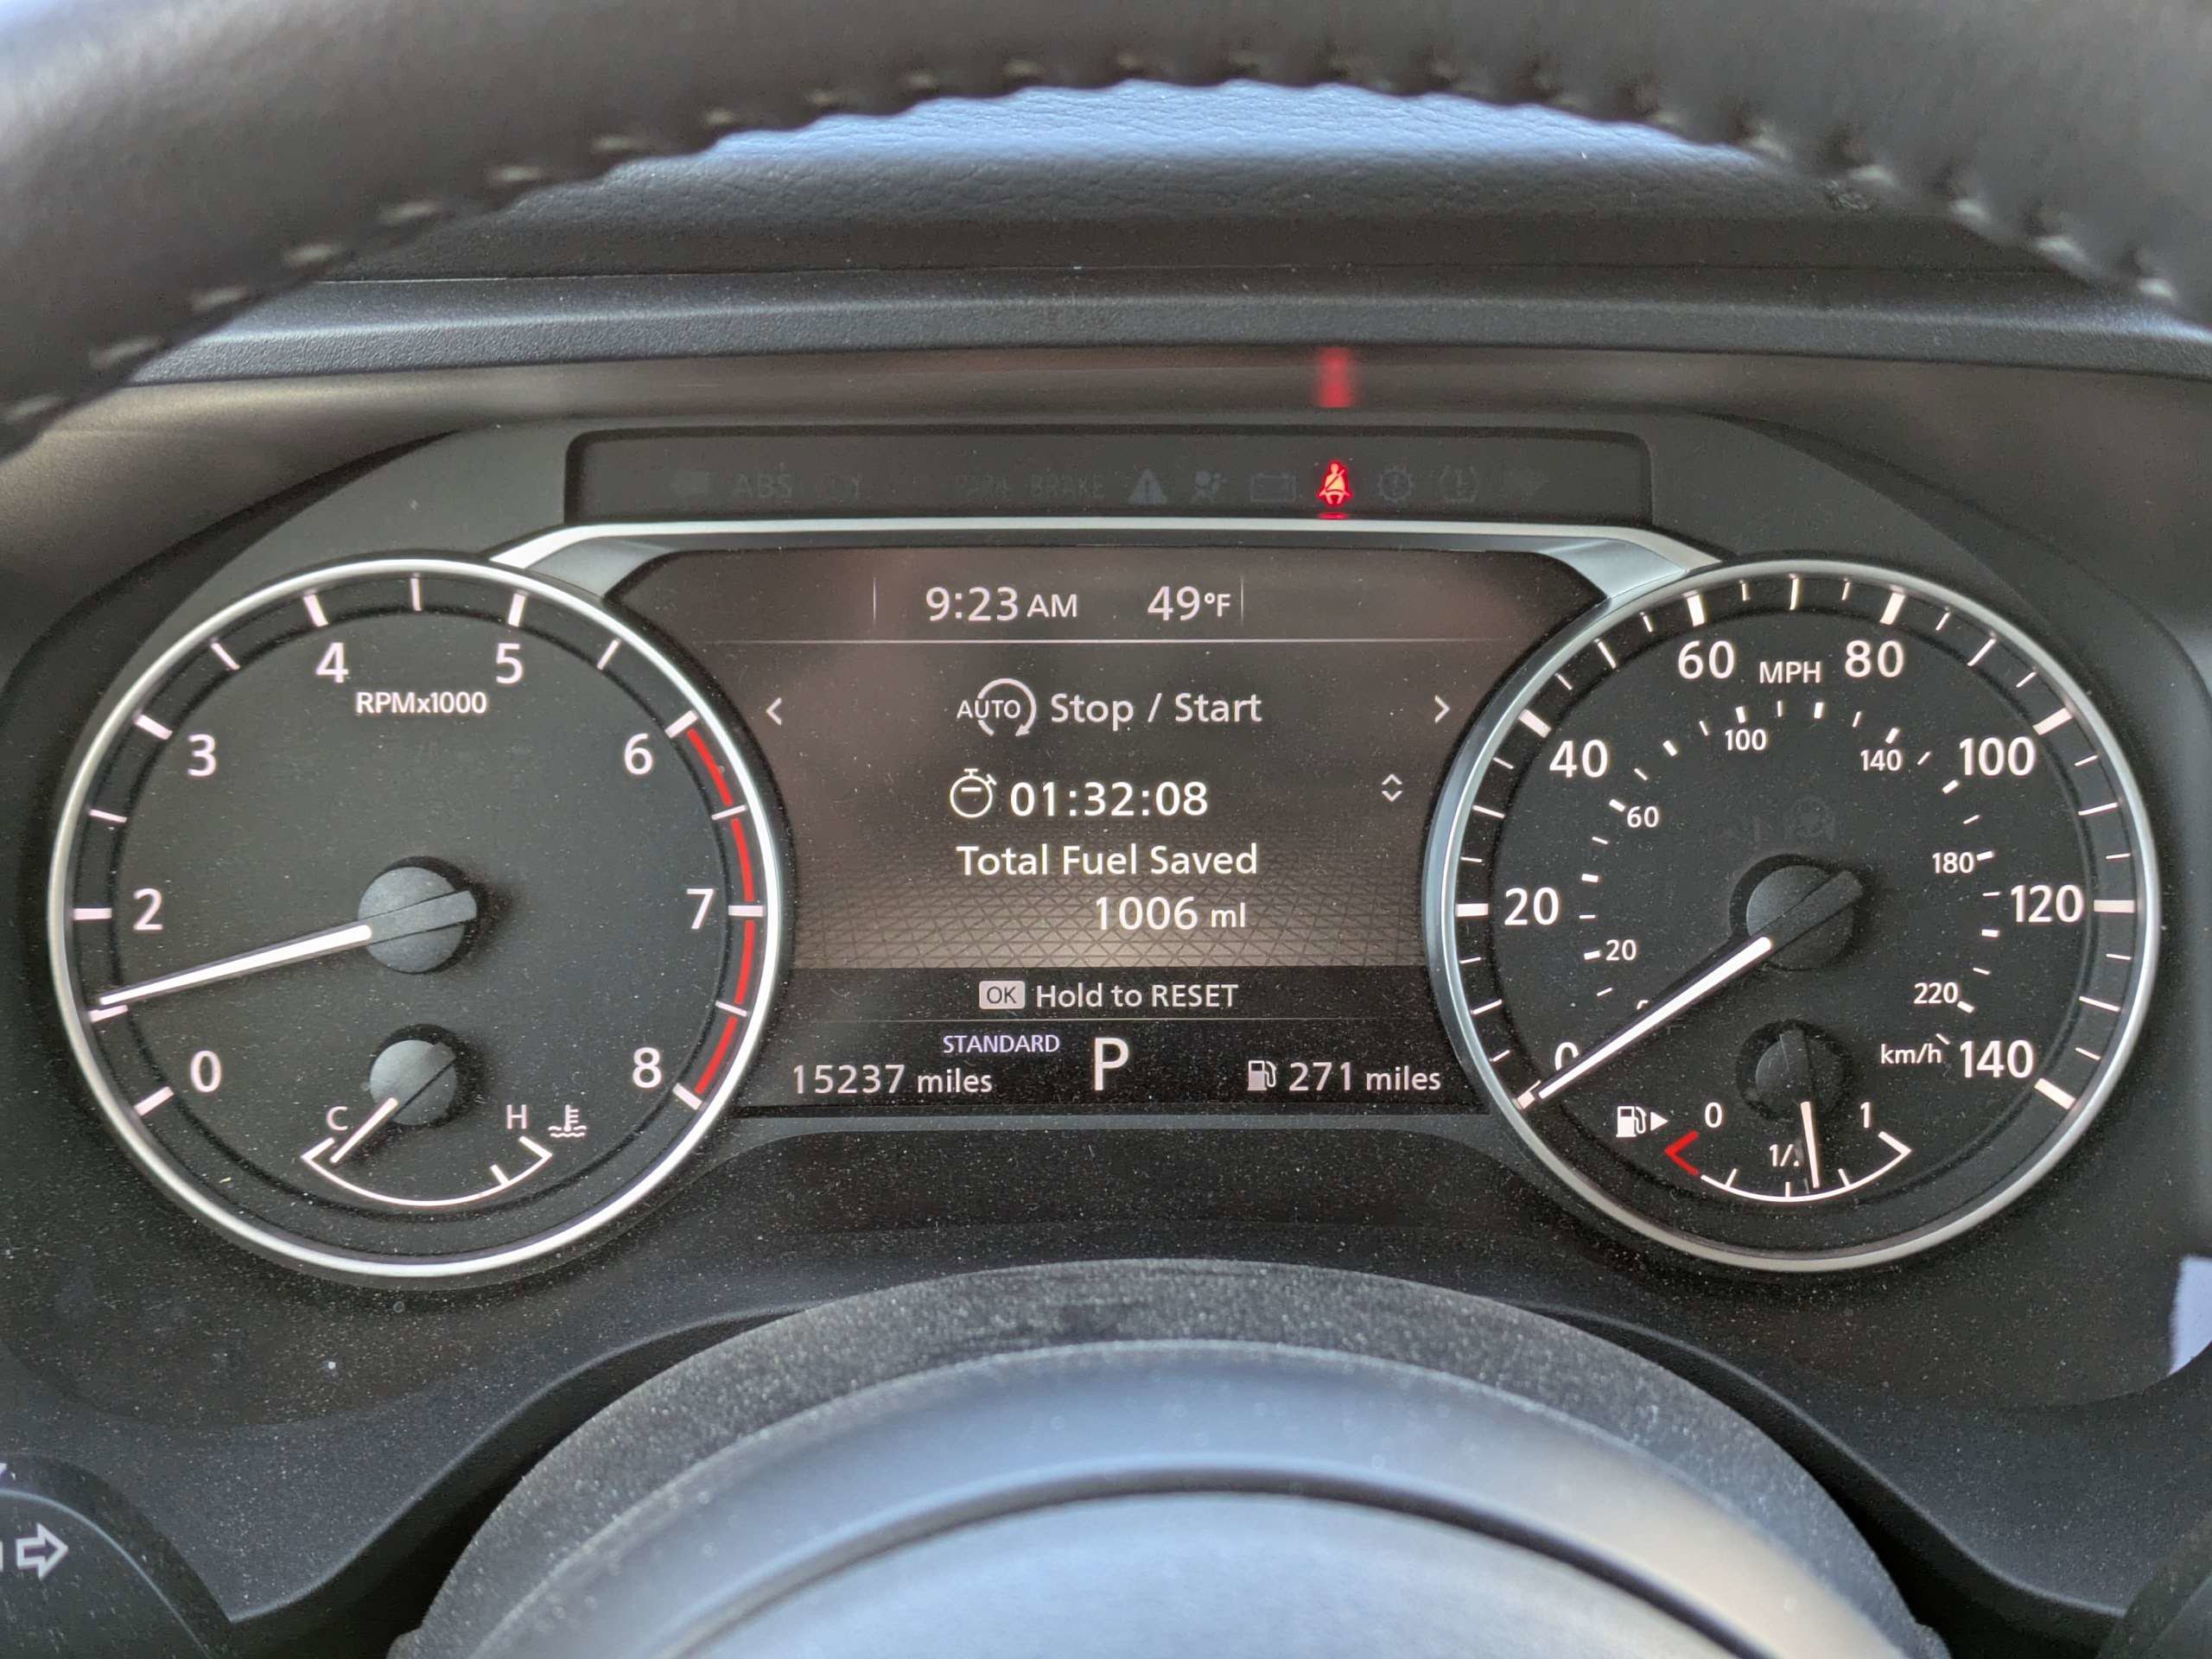 ABS
PARK BRAKE
9:23 AM 49°F
AUTO Stop / Start
01:32:08
Total Fuel Saved
1006 ml
OK Hold to RESET
STANDARD
15237 miles P 271 miles
4 5
RPMx1000
3 6
2 7
0 8
C H
60 MPH 80
100 140
40 100
60
180
20 120
20
220
0 km/h 140
0 1